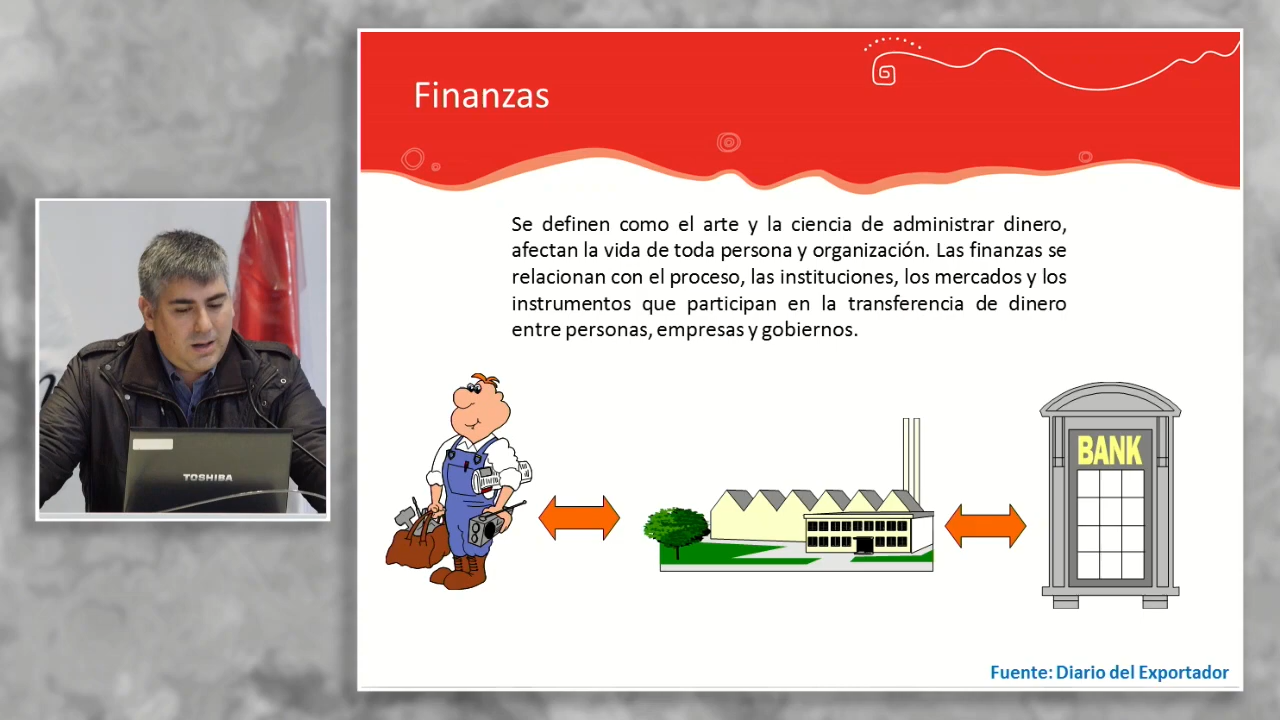 Finanzas
Se definen como el arte y la ciencia de administrar dinero,
afectan la vida de toda persona y organización. Las finanzas se
relacionan con el proceso, las instituciones, los mercados y los
instrumentos que participan en la transferencia de dinero
entre personas, empresas y gobiernos.
TOSHIBA
BANK
Fuente: Diario del Exportador